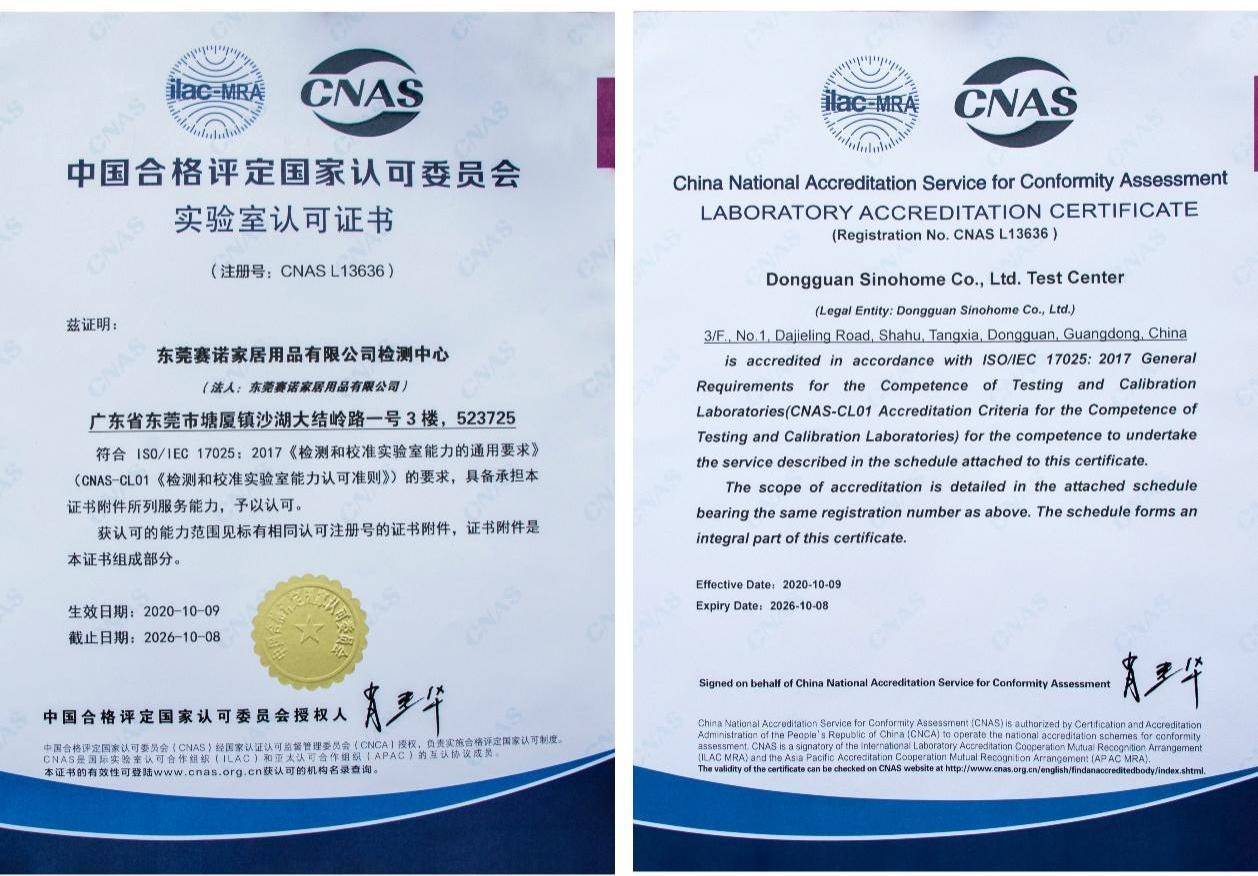 ilac-MRA
CNAS
中国合格评定国家认可委员会
实验室认可证书
（注册号：CNAS L13636）
兹证明：
东莞赛诺家居用品有限公司检测中心
（法人：东莞赛诺家居用品有限公司）
广东省东莞市塘厦镇沙湖大结岭路一号3楼，523725
符合 ISO/IEC 17025：2017《检测和校准实验室能力的通用要求》
（CNAS-CL01《检测和校准实验室能力认可准则》）的要求，具备承担本
证书附件所列服务能力，予以认可。
获认可的能力范围见标有相同认可注册号的证书附件，证书附件是
本证书组成部分。
生效日期：2020-10-09
截止日期：2026-10-08
中国合格评定国家认可委员会
中国合格评定国家认可委员会授权人
中国合格评定国家认可委员会（CNAS）经国家认证认可监督管理委员会（CNCA）授权，负责实施合格评定国家认可制度。
CNAS是国际实验室认可合作组织（ILAC）和亚太认可合作组织（APAC）的互认协议成员。
本证书的有效性可登陆www.cnas.org.cn获认可的机构名录查询。
ilac-MRA
CNAS
China National Accreditation Service for Conformity Assessment
LABORATORY ACCREDITATION CERTIFICATE
(Registration No. CNAS L13636 )
Dongguan Sinohome Co., Ltd. Test Center
(Legal Entity: Dongguan Sinohome Co., Ltd.)
3/F., No.1, Dajieling Road, Shahu, Tangxia, Dongguan, Guangdong, China
is accredited in accordance with ISO/IEC 17025: 2017 General
Requirements for the Competence of Testing and Calibration
Laboratories(CNAS-CL01 Accreditation Criteria for the Competence of
Testing and Calibration Laboratories) for the competence to undertake
the service described in the schedule attached to this certificate.
The scope of accreditation is detailed in the attached schedule
bearing the same registration number as above. The schedule forms an
integral part of this certificate.
Effective Date: 2020-10-09
Expiry Date: 2026-10-08
Signed on behalf of China National Accreditation Service for Conformity Assessment
China National Accreditation Service for Conformity Assessment (CNAS) is authorized by Certification and Accreditation
Administration of the People's Republic of China (CNCA) to operate the national accreditation schemes for conformity
assessment. CNAS is a signatory of the International Laboratory Accreditation Cooperation Mutual Recognition Arrangement
(ILAC MRA) and the Asia Pacific Accreditation Cooperation Mutual Recognition Arrangement (APAC MRA).
The validity of the certificate can be checked on CNAS website at http://www.cnas.org.cn/english/findanaccreditedbody/index.shtml.